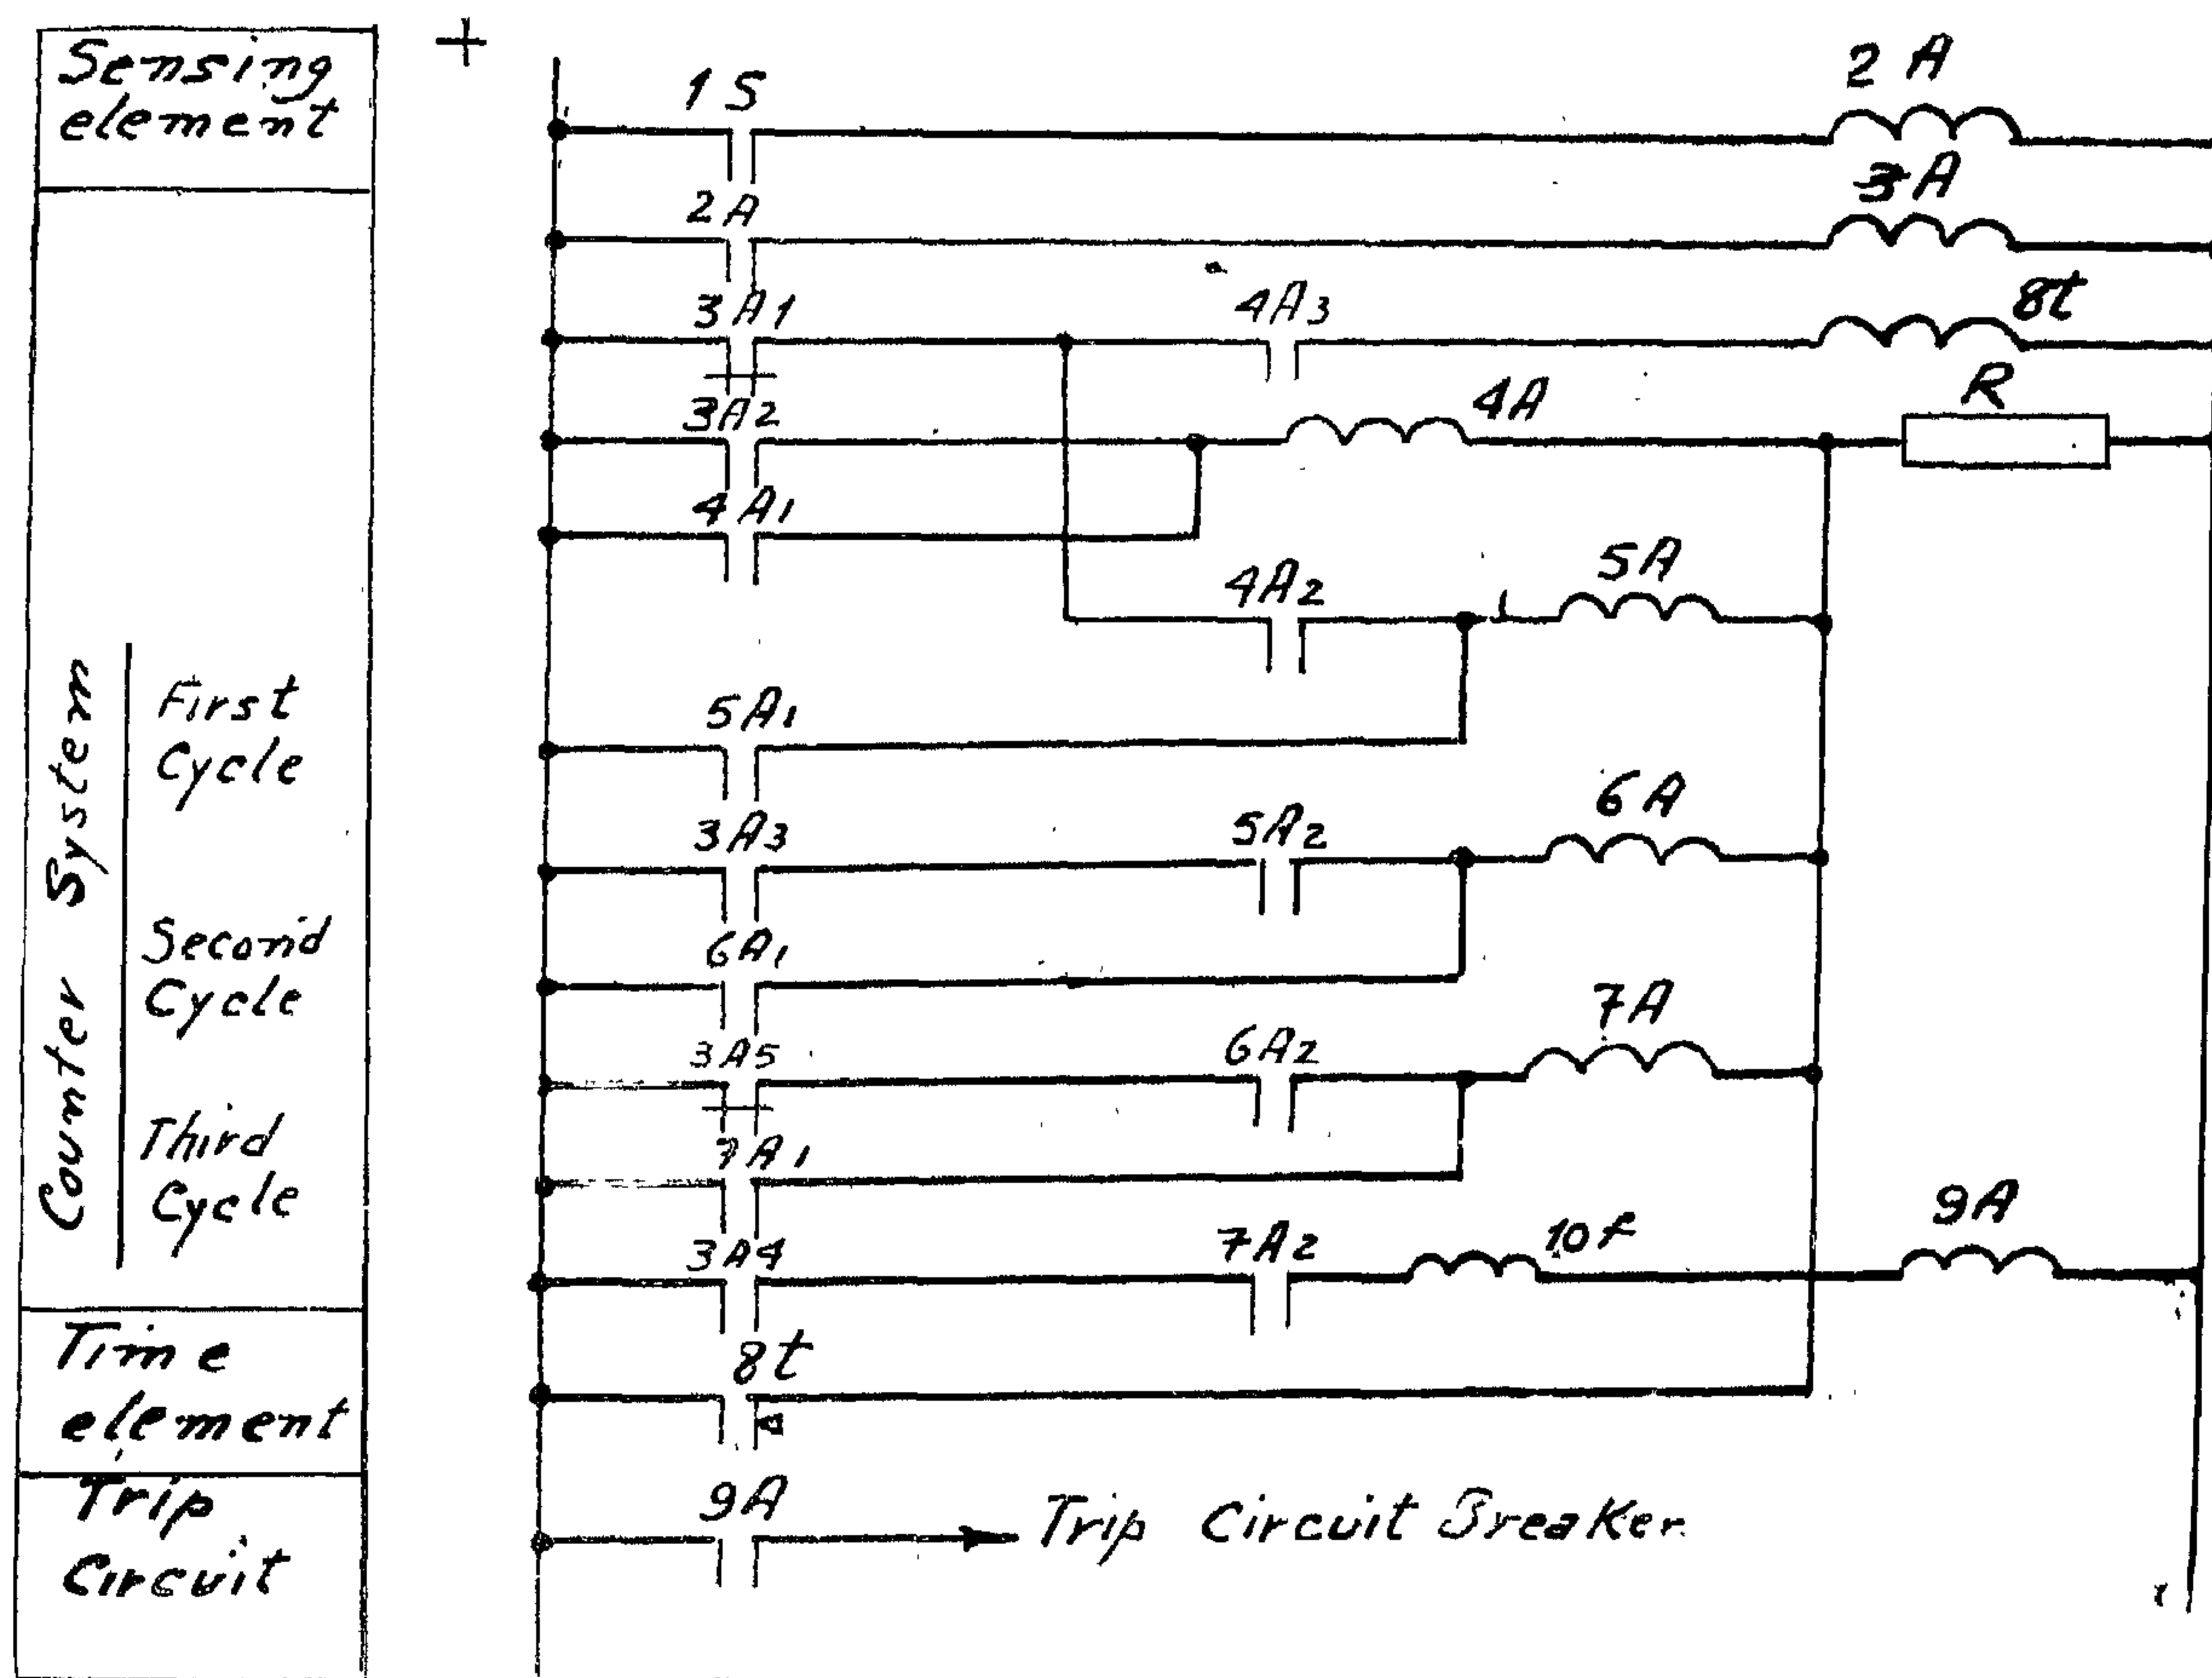 Sensing
element
Counter System
First
Cycle
Second
Cycle
Third
Cycle
Time
element
Trip
Circuit
+
1S
2A
2A
3A
3A1
4A3
8t
3A2
4A
R
4A1
4A2
5A
5A1
3A3
5A2
6A
6A1
3A5
6A2
7A
7A1
3A4
7A2
10f
9A
8t
9A
Trip Circuit Breaker